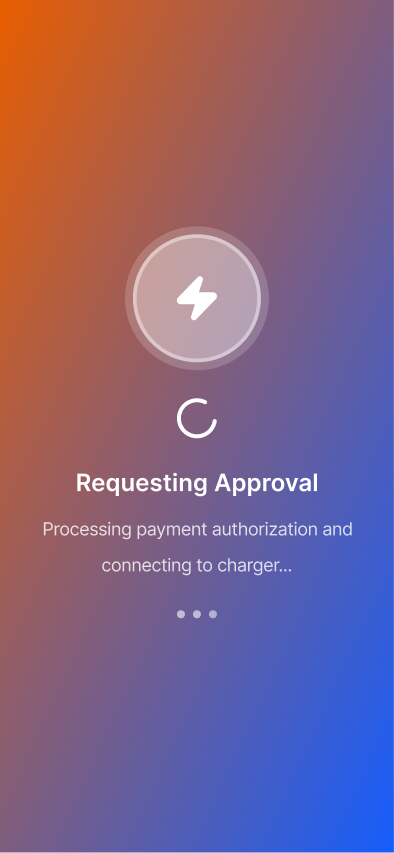 Requesting Approval
Processing payment authorization and
connecting to charger...